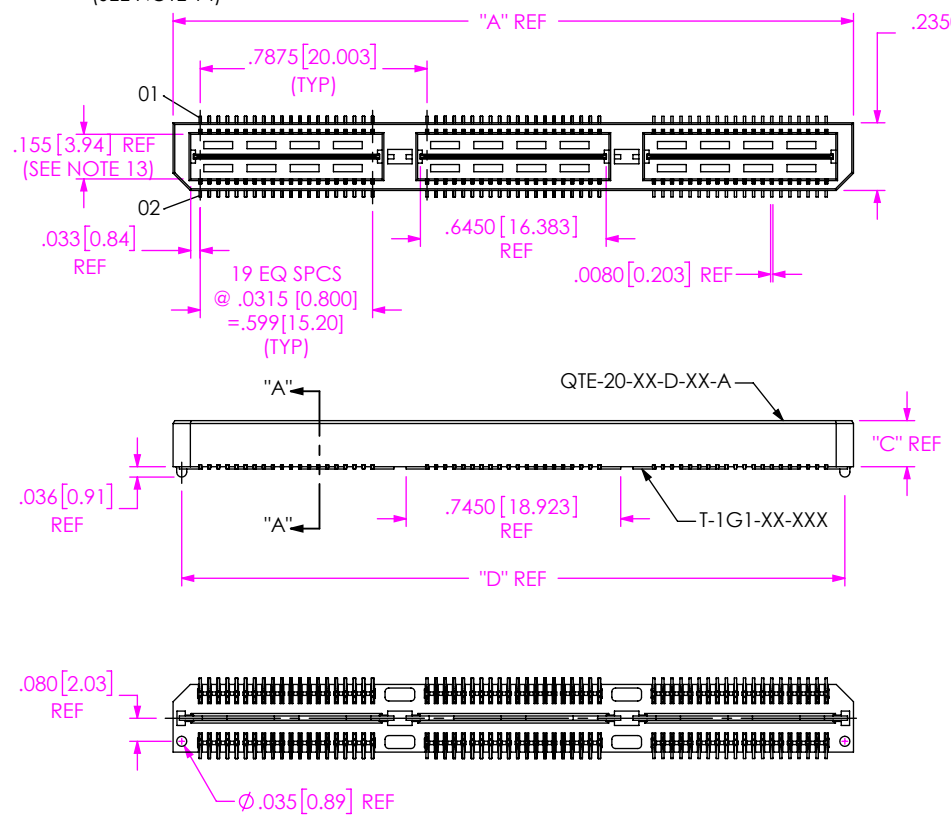 "A" REF
.7875[20.003]
(TYP)
01
.155[3.94] REF
(SEE NOTE 13)
02
.033[0.84]
REF
19 EQ SPCS
@ .0315 [0.800]
=.599[15.20]
(TYP)
.6450[16.383]
REF
.0080[0.203] REF
"A"
QTE-20-XX-D-XX-A
"C" REF
.036[0.91]
REF
"A"
.7450[18.923]
REF
T-1G1-XX-XXX
"D" REF
.080[2.03]
REF
Ø.035[0.89] REF